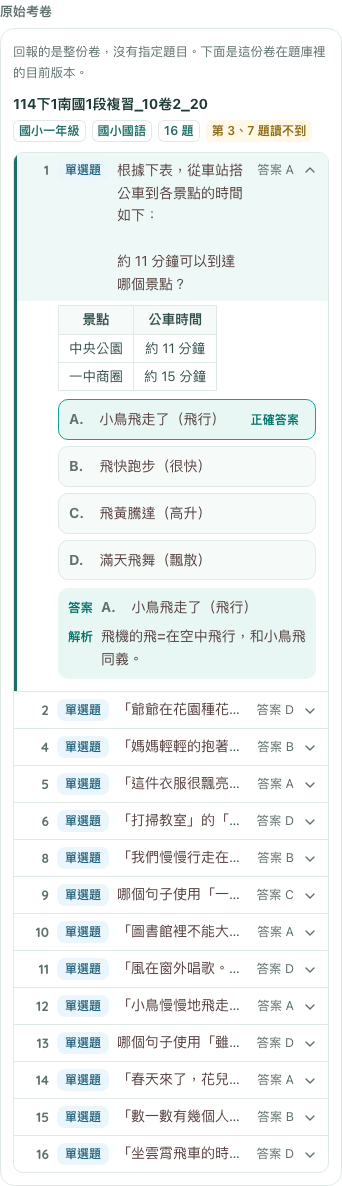 原始考卷
回報的是整份卷，沒有指定題目。下面是這份卷在題庫裡
的目前版本。
114下1南國1段複習_10卷2_20
國小一年級 國小國語 16 題 第 3、7 題讀不到
1 單選題 根據下表，從車站搭 答案 A
公車到各景點的時間
如下：
約 11 分鐘可以到達
哪個景點？
景點 公車時間
中央公園 約 11 分鐘
一中商圈 約 15 分鐘
A. 小鳥飛走了（飛行） 正確答案
B. 飛快跑步（很快）
C. 飛黃騰達（高升）
D. 滿天飛舞（飄散）
答案 A. 小鳥飛走了（飛行）
解析 飛機的飛=在空中飛行，和小鳥飛
同義。
2 單選題 「爺爺在花園種花... 答案 D
4 單選題 「媽媽輕輕的抱著... 答案 B
5 單選題 「這件衣服很飄亮... 答案 A
6 單選題 「打掃教室」的「... 答案 D
8 單選題 「我們慢慢行走在... 答案 B
9 單選題 哪個句子使用「一... 答案 C
10 單選題 「圖書館裡不能大... 答案 A
11 單選題 「風在窗外唱歌。... 答案 D
12 單選題 「小鳥慢慢地飛走... 答案 A
13 單選題 哪個句子使用「雖... 答案 D
14 單選題 「春天來了，花兒... 答案 A
15 單選題 「數一數有幾個人... 答案 B
16 單選題 「坐雲霄飛車的時... 答案 D